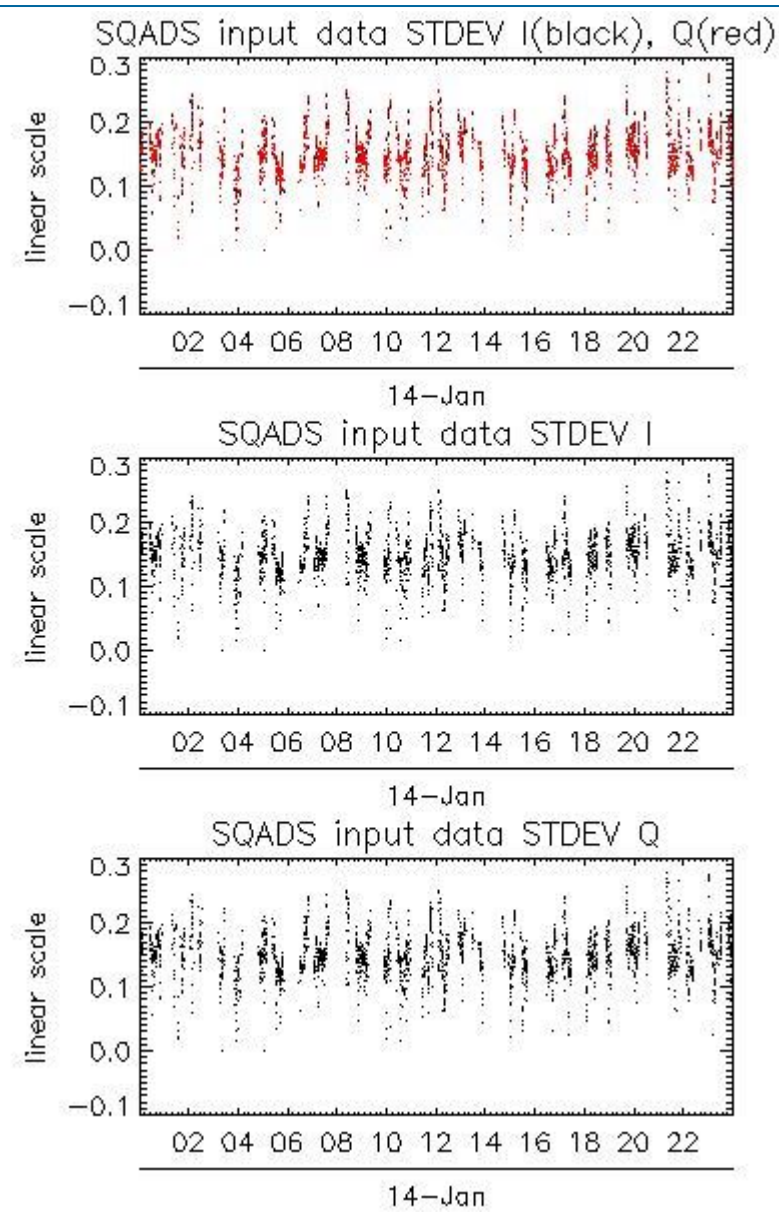 SQADS input data STDEV I(black), Q(red)
0.3
0.2
0.1
0.0
−0.1
linear scale
02 04 06 08 10 12 14 16 18 20 22
14−Jan
SQADS input data STDEV I
0.3
0.2
0.1
0.0
−0.1
linear scale
02 04 06 08 10 12 14 16 18 20 22
14−Jan
SQADS input data STDEV Q
0.3
0.2
0.1
0.0
−0.1
linear scale
02 04 06 08 10 12 14 16 18 20 22
14−Jan